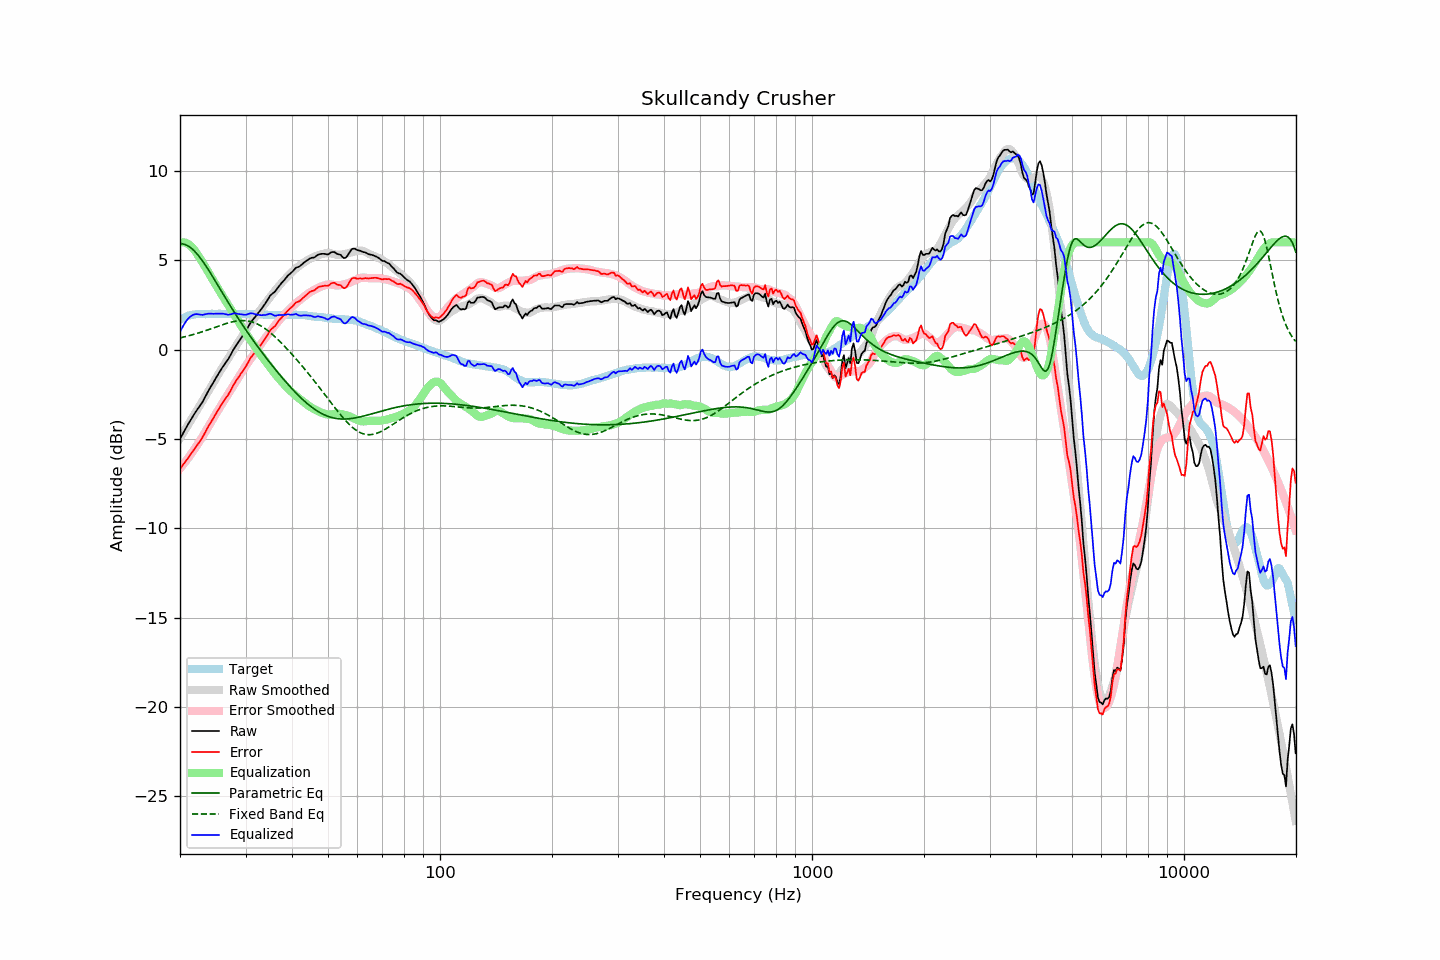 Skullcandy Crusher
10
5
0
−5
−10
−15
−20
−25
Amplitude (dBr)
Target
Raw Smoothed
Error Smoothed
Raw
Error
Equalization
Parametric Eq
Fixed Band Eq
Equalized
100
1000
10000
Frequency (Hz)